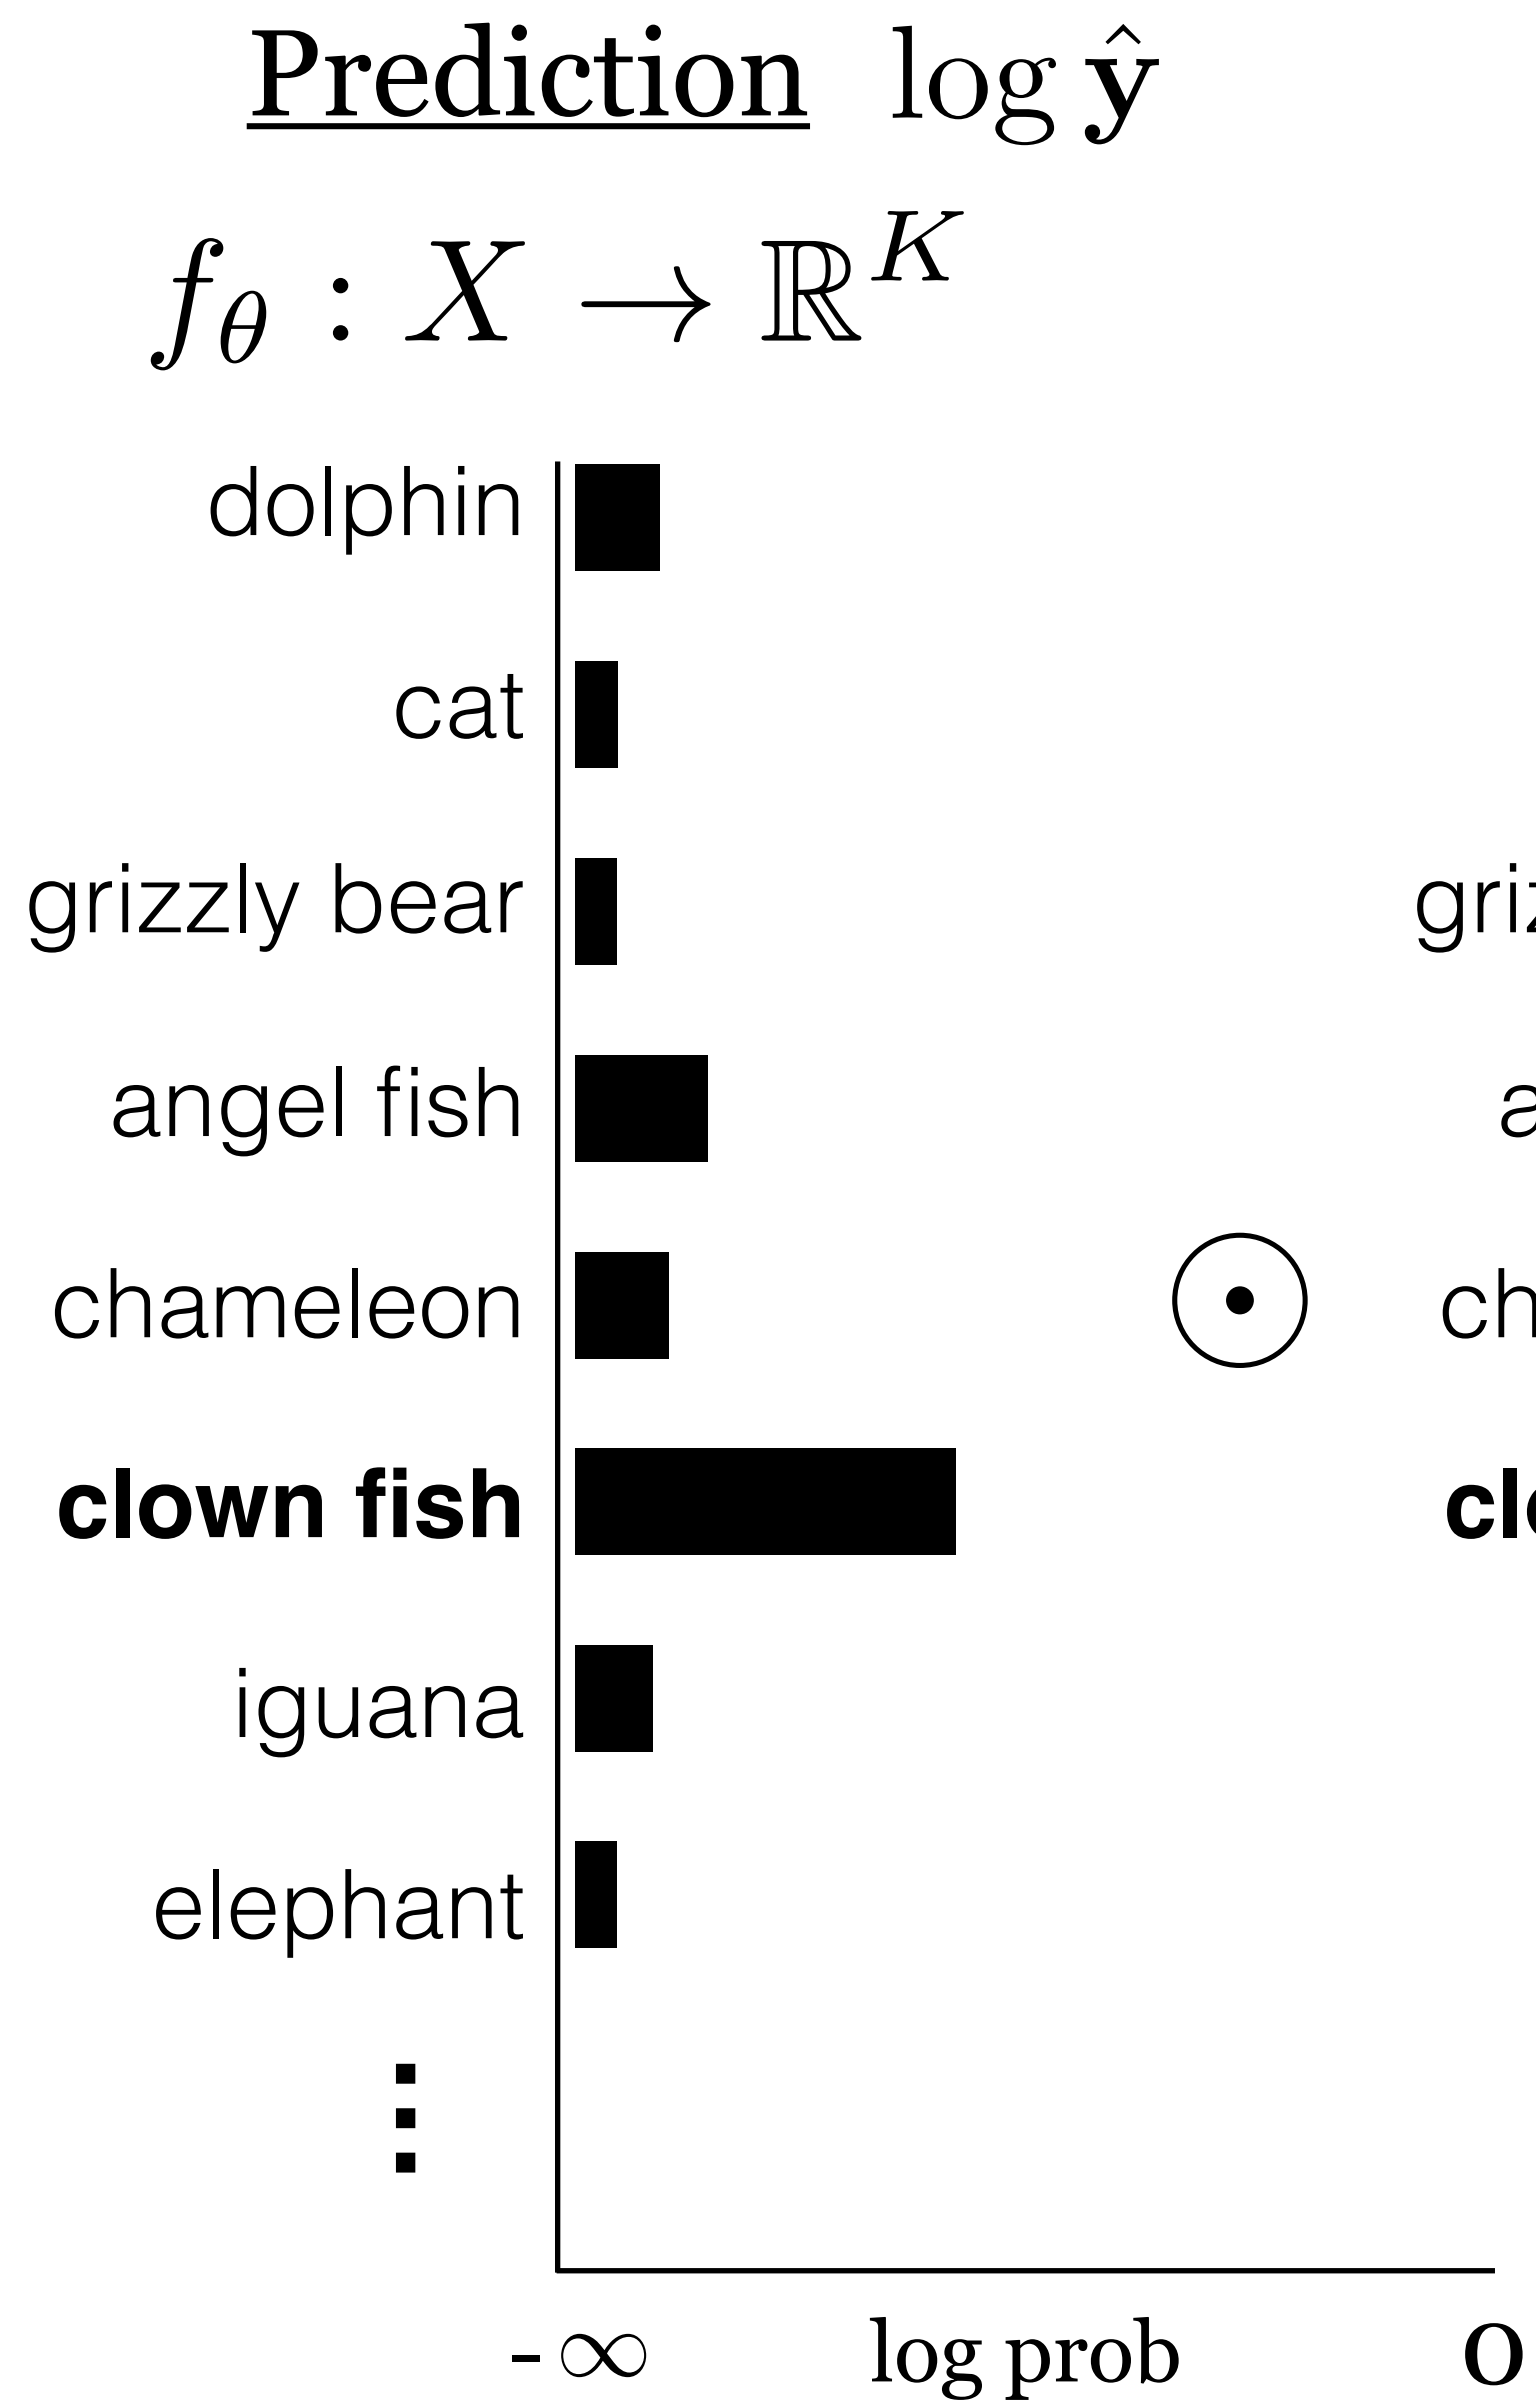 Prediction log ŷ
f_θ : X → ℝ^K
dolphin
cat
grizzly bear
angel fish
chameleon
⊙
clown fish
iguana
elephant
⋮
-∞ log prob 0